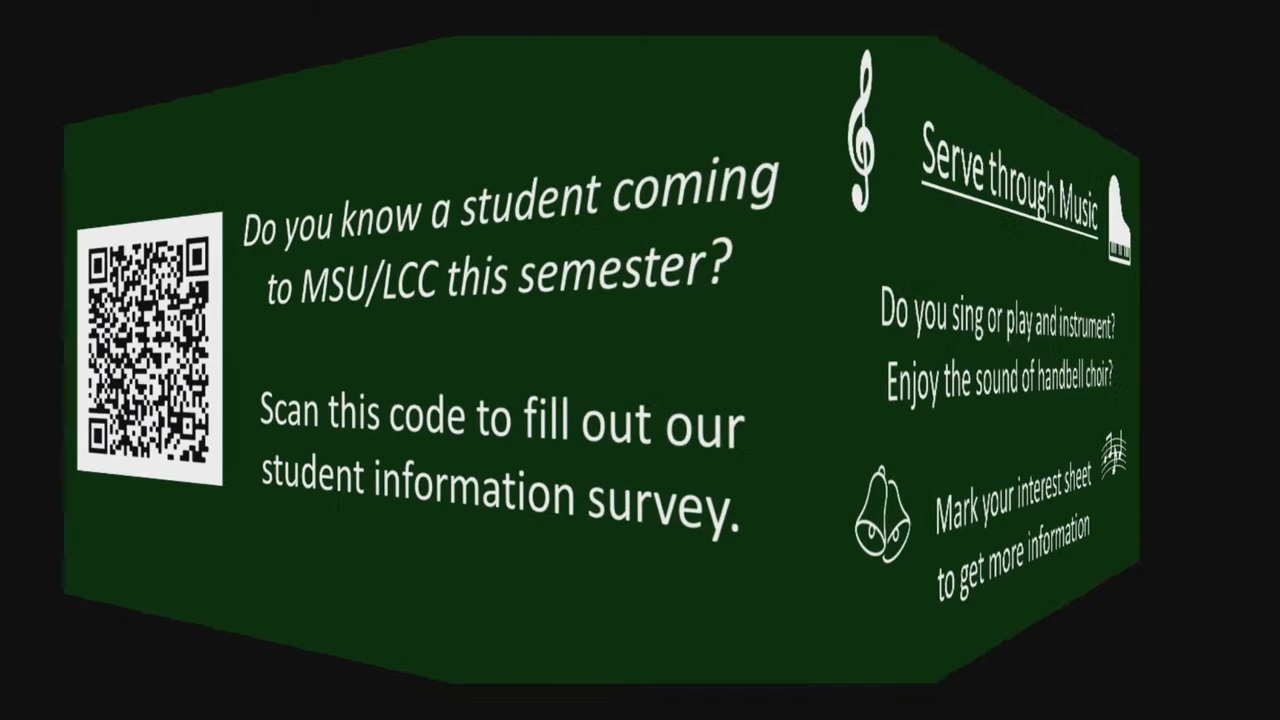 Do you know a student coming
to MSU/LCC this semester?
Scan this code to fill out our
student information survey.
Serve through Music
Do you sing or play and instrument?
Enjoy the sound of handbell choir?
Mark your interest sheet
to get more information